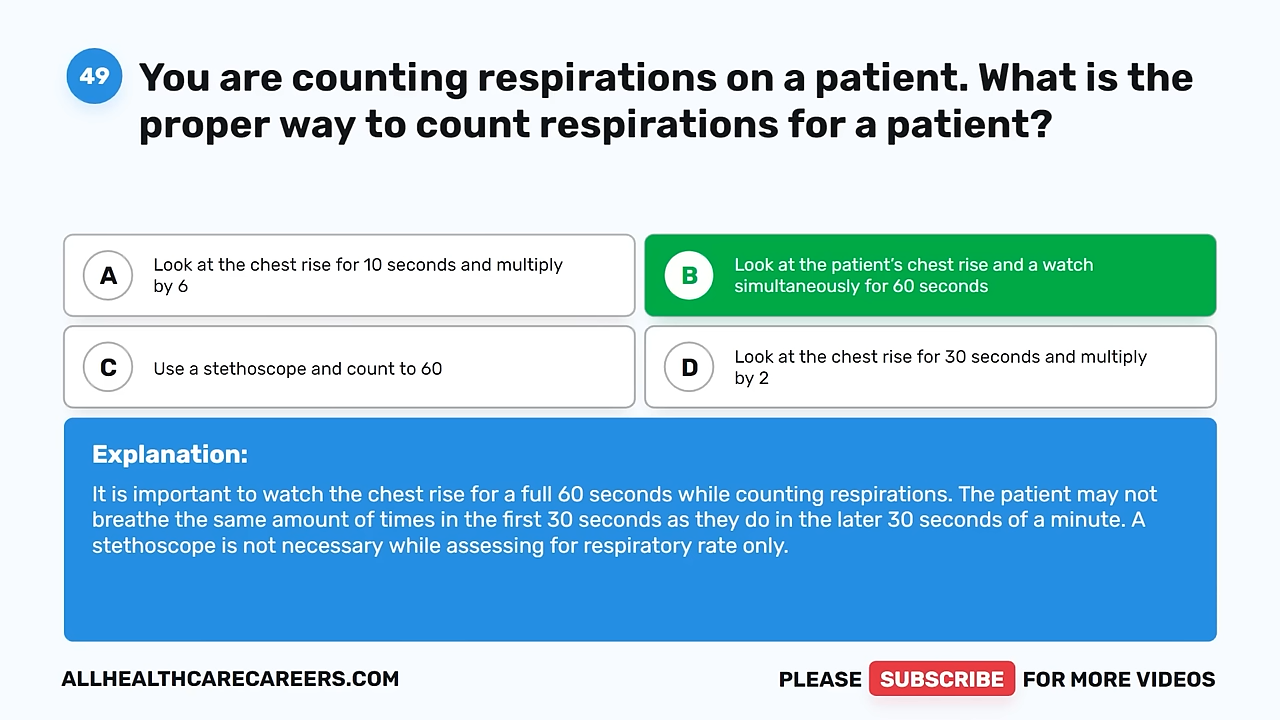 49
You are counting respirations on a patient. What is the
proper way to count respirations for a patient?
A
Look at the chest rise for 10 seconds and multiply
by 6
B
Look at the patient's chest rise and a watch
simultaneously for 60 seconds
C
Use a stethoscope and count to 60
D
Look at the chest rise for 30 seconds and multiply
by 2
Explanation:
It is important to watch the chest rise for a full 60 seconds while counting respirations. The patient may not
breathe the same amount of times in the first 30 seconds as they do in the later 30 seconds of a minute. A
stethoscope is not necessary while assessing for respiratory rate only.
ALLHEALTHCARECAREERS.COM
PLEASE SUBSCRIBE FOR MORE VIDEOS